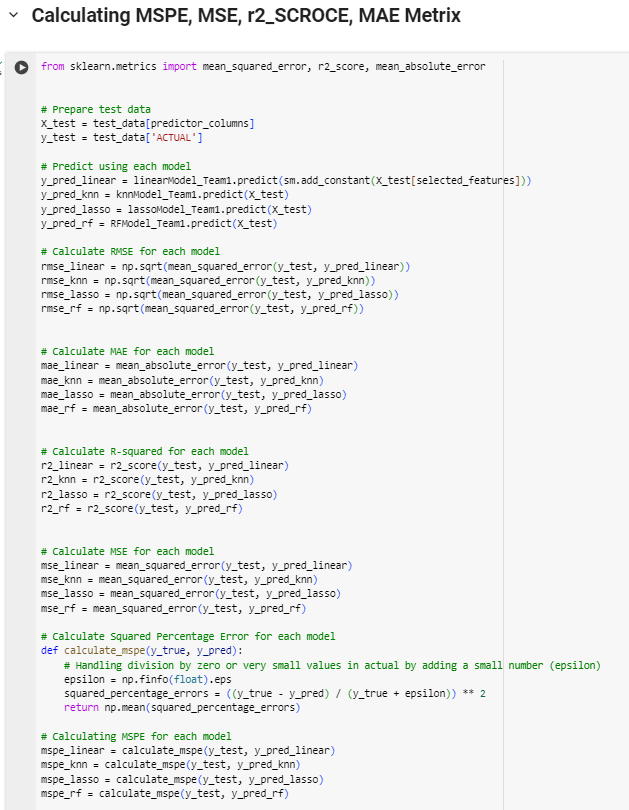 Calculating MSPE, MSE, r2_SCROCE, MAE Metrix
from sklearn.metrics import mean_squared_error, r2_score, mean_absolute_error
# Prepare test data
X_test = test_data[predictor_columns]
y_test = test_data['ACTUAL']
# Predict using each model
y_pred_linear = linearModel_Team1.predict(sm.add_constant(X_test[selected_features]))
y_pred_knn = knnModel_Team1.predict(X_test)
y_pred_lasso = lassoModel_Team1.predict(X_test)
y_pred_rf = RFModel_Team1.predict(X_test)
# Calculate RMSE for each model
rmse_linear = np.sqrt(mean_squared_error(y_test, y_pred_linear))
rmse_knn = np.sqrt(mean_squared_error(y_test, y_pred_knn))
rmse_lasso = np.sqrt(mean_squared_error(y_test, y_pred_lasso))
rmse_rf = np.sqrt(mean_squared_error(y_test, y_pred_rf))
# Calculate MAE for each model
mae_linear = mean_absolute_error(y_test, y_pred_linear)
mae_knn = mean_absolute_error(y_test, y_pred_knn)
mae_lasso = mean_absolute_error(y_test, y_pred_lasso)
mae_rf = mean_absolute_error(y_test, y_pred_rf)
# Calculate R-squared for each model
r2_linear = r2_score(y_test, y_pred_linear)
r2_knn = r2_score(y_test, y_pred_knn)
r2_lasso = r2_score(y_test, y_pred_lasso)
r2_rf = r2_score(y_test, y_pred_rf)
# Calculate MSE for each model
mse_linear = mean_squared_error(y_test, y_pred_linear)
mse_knn = mean_squared_error(y_test, y_pred_knn)
mse_lasso = mean_squared_error(y_test, y_pred_lasso)
mse_rf = mean_squared_error(y_test, y_pred_rf)
# Calculate Squared Percentage Error for each model
def calculate_mspe(y_true, y_pred):
    # Handling division by zero or very small values in actual by adding a small number (epsilon)
    epsilon = np.finfo(float).eps
    squared_percentage_errors = ((y_true - y_pred) / (y_true + epsilon)) ** 2
    return np.mean(squared_percentage_errors)
# Calculating MSPE for each model
mspe_linear = calculate_mspe(y_test, y_pred_linear)
mspe_knn = calculate_mspe(y_test, y_pred_knn)
mspe_lasso = calculate_mspe(y_test, y_pred_lasso)
mspe_rf = calculate_mspe(y_test, y_pred_rf)